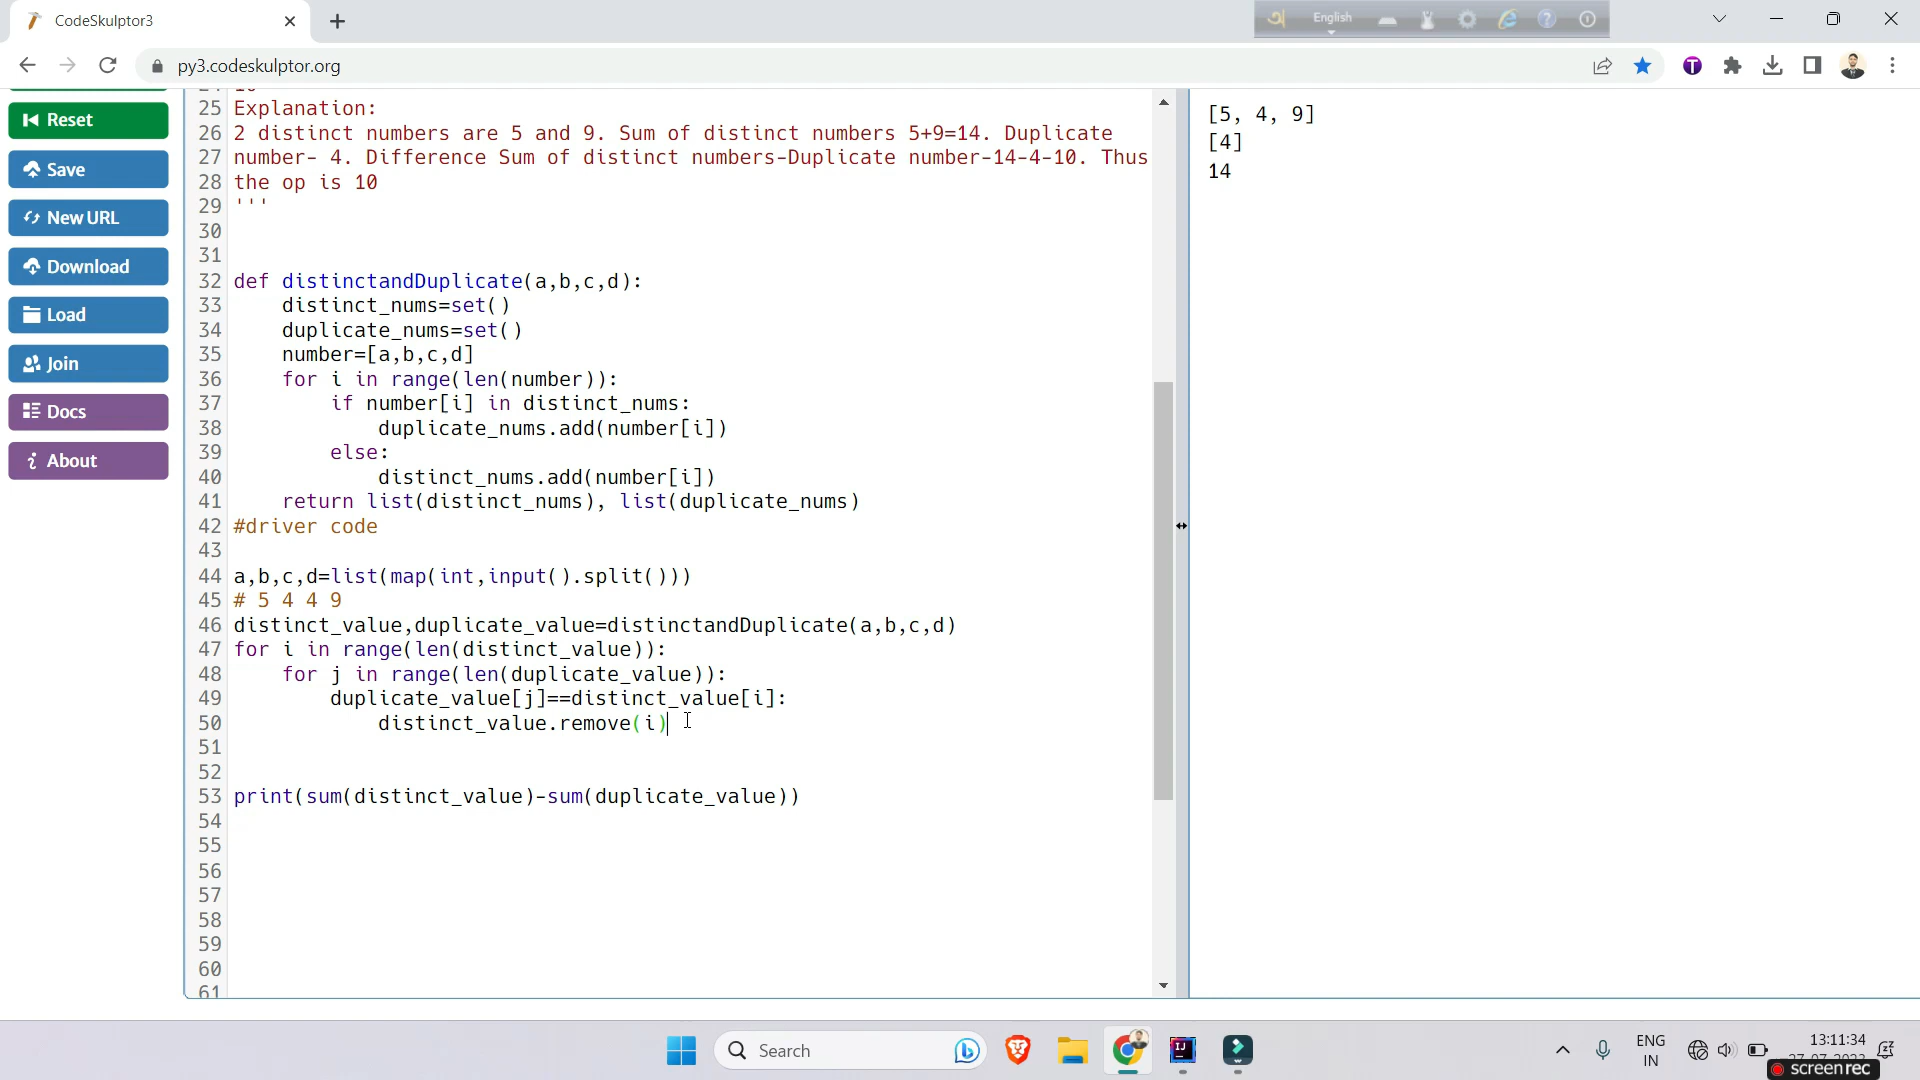 CodeSkulptor3
English
py3.codeskulptor.org
Reset
Save
New URL
Download
Load
Join
Docs
About
25 Explanation:
26 2 distinct numbers are 5 and 9. Sum of distinct numbers 5+9=14. Duplicate
27 number- 4. Difference Sum of distinct numbers-Duplicate number-14-4-10. Thus
28 the op is 10
29 '''
30
31
32 def distinctandDuplicate(a,b,c,d):
33 distinct_nums=set()
34 duplicate_nums=set()
35 number=[a,b,c,d]
36 for i in range(len(number)):
37 if number[i] in distinct_nums:
38 duplicate_nums.add(number[i])
39 else:
40 distinct_nums.add(number[i])
41 return list(distinct_nums), list(duplicate_nums)
42 #driver code
43
44 a,b,c,d=list(map(int,input().split()))
45 # 5 4 4 9
46 distinct_value,duplicate_value=distinctandDuplicate(a,b,c,d)
47 for i in range(len(distinct_value)):
48 for j in range(len(duplicate_value)):
49 duplicate_value[j]==distinct_value[i]:
50 distinct_value.remove(i)
51
52
53 print(sum(distinct_value)-sum(duplicate_value))
54
55
56
57
58
59
60
61
[5, 4, 9]
[4]
14
Search
ENG
IN
13:11:34
screenrec